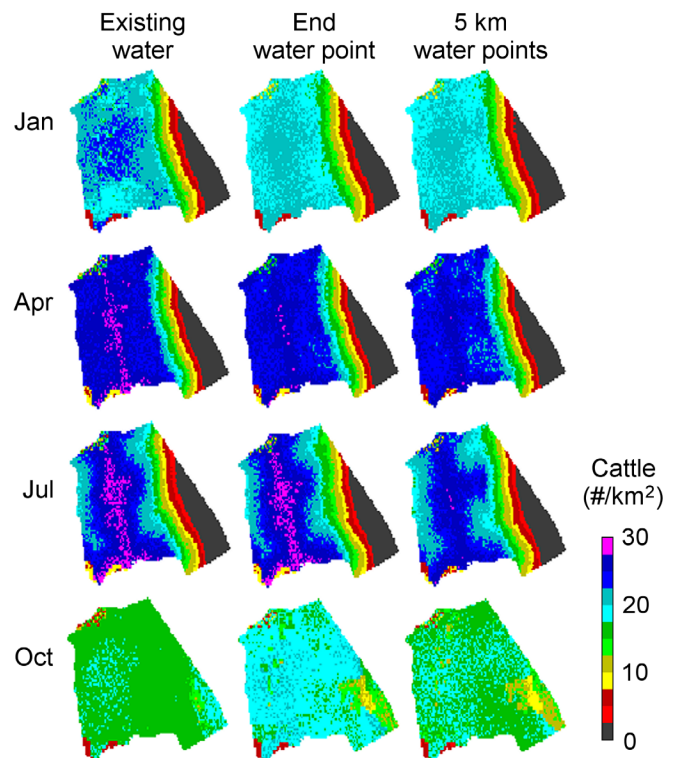 Existing
water
End
water point
5 km
water points
Jan
Apr
Jul
Oct
Cattle
(#/km²)
30
20
10
0